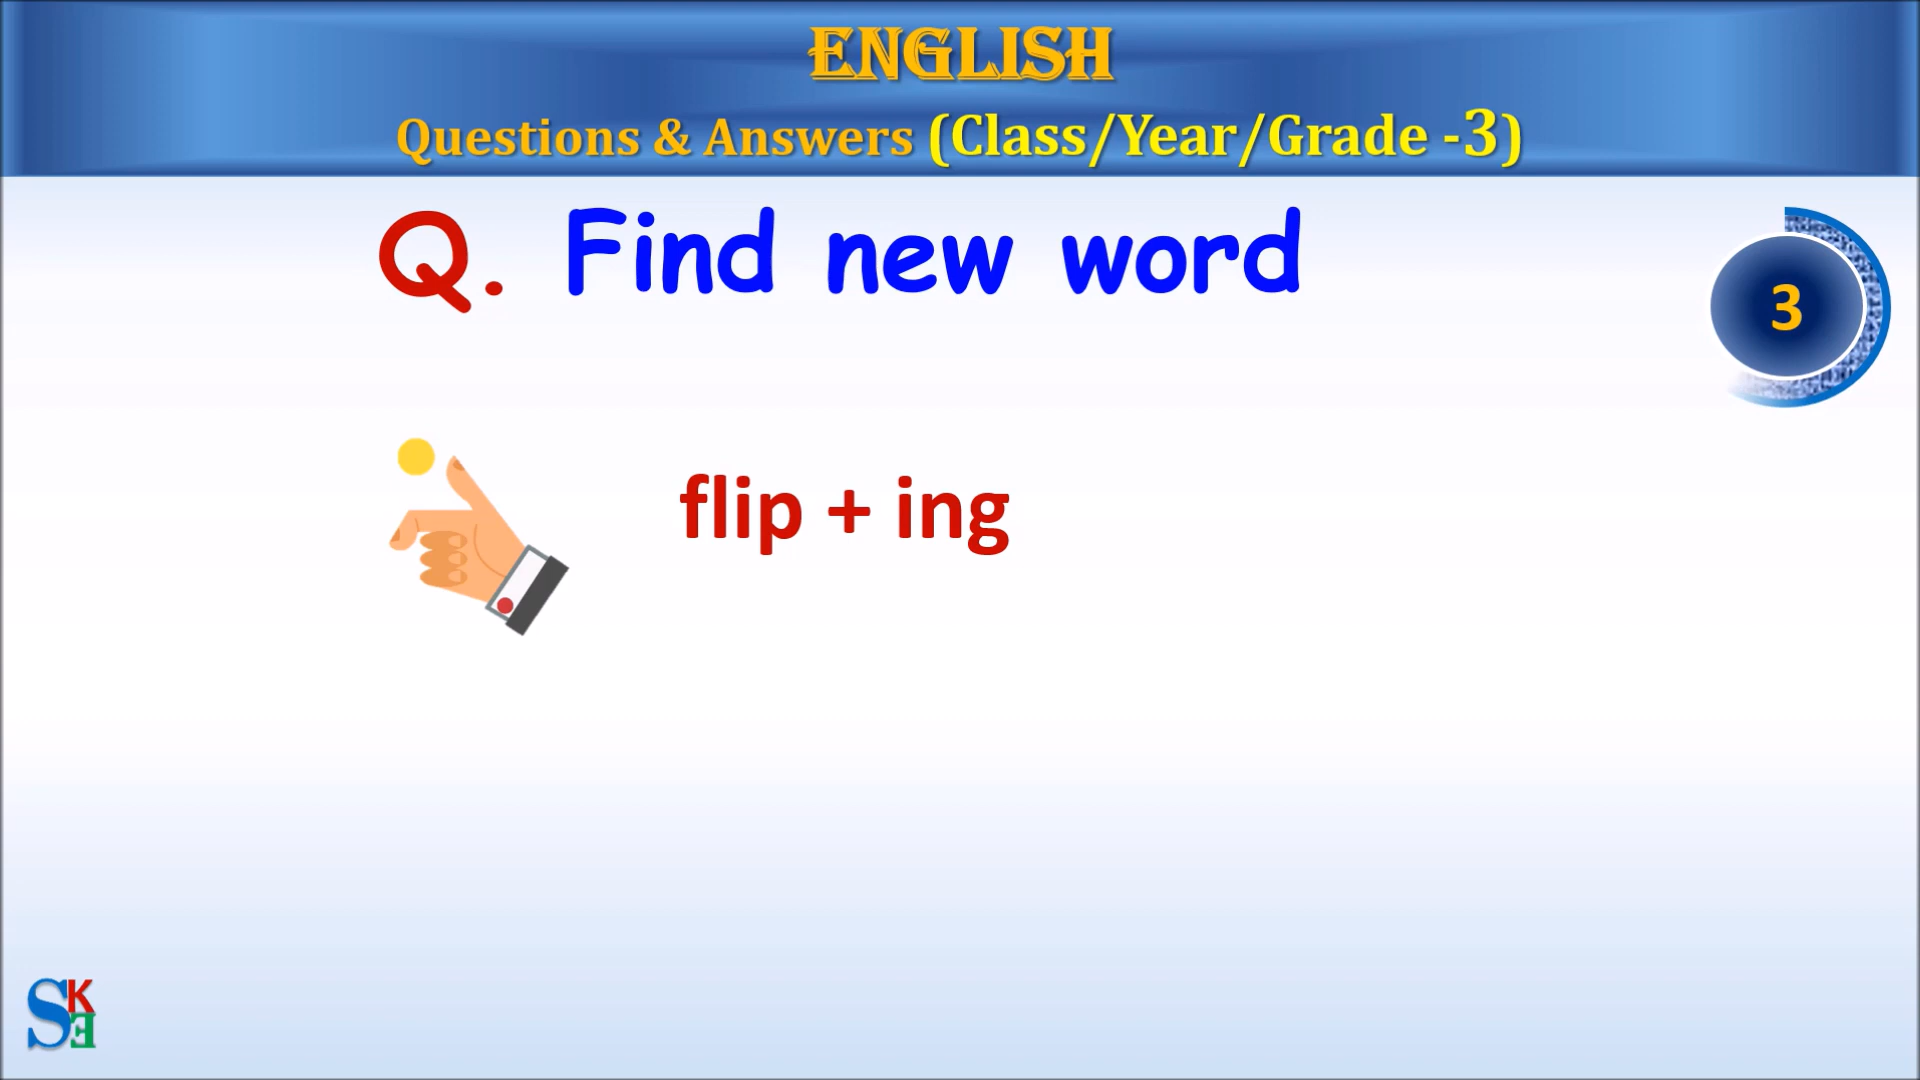 ENGLISH
Questions & Answers (Class/Year/Grade -3)
Q. Find new word
3
flip + ing
SKE